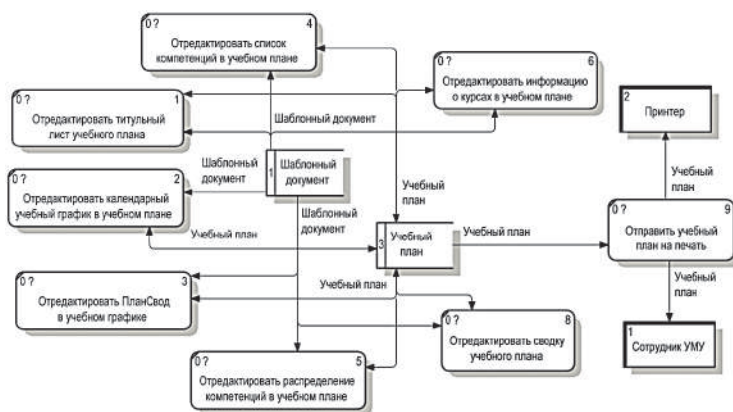 0 ? 4
Отредактировать список
компетенций в учебном плане
0 ? 6
Отредактировать информацию
о курсах в учебном плане
0 ? 1
Отредактировать титульный
лист учебного плана
Шаблонный документ
2
Принтер
Шаблонный
документ
1
Шаблонный
документ
0 ? 2
Отредактировать календарный
учебный график в учебном плане
Учебный
план
Шаблонный
документ
Учебный
план
0 ? 9
Отправить учебный
план на печать
Учебный план
3
Учебный
план
Учебный план
0 ? 3
Отредактировать ПланСвод
в учебном графике
Учебный план
Учебный
план
0 ? 8
Отредактировать сводку
учебного плана
1
Сотрудник УМУ
0 ? 5
Отредактировать распределение
компетенций в учебном плане